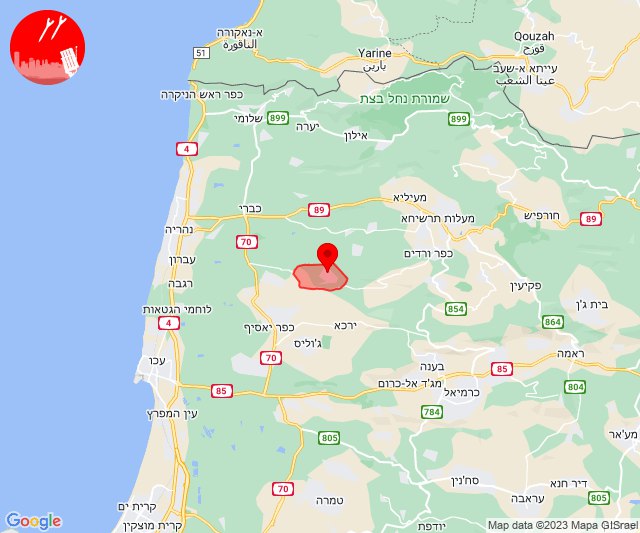 א-נאקורה
الناقورة
51
Yarine
يارين
Qouzah
قوزح
עייתא א-שעב
عيتا الشعب
כפר ראש הניקרה
שמורת נחל בצת
899
שלומי
יערה
אילון
899
4
מעיליא
89
כברי
מעלות תרשיחא
חורפיש
89
נהריה
70
עברון
כפר ורדים
רגבה
פקיעין
לוחמי הגטאות
854
בית ג'ן
4
כפר יאסיף
ירכא
864
ג'וליס
עכו
70
בענה
ראמה
85
מג'ד אל-כרום
85
כרמיאל
804
עין המפרץ
784
805
מע'אר
סח'נין
דיר חנא
70
טמרה
עראבה
805
קרית ים
קרית מוצקין
יודפת
Google
Map data ©2023 Mapa GISrael